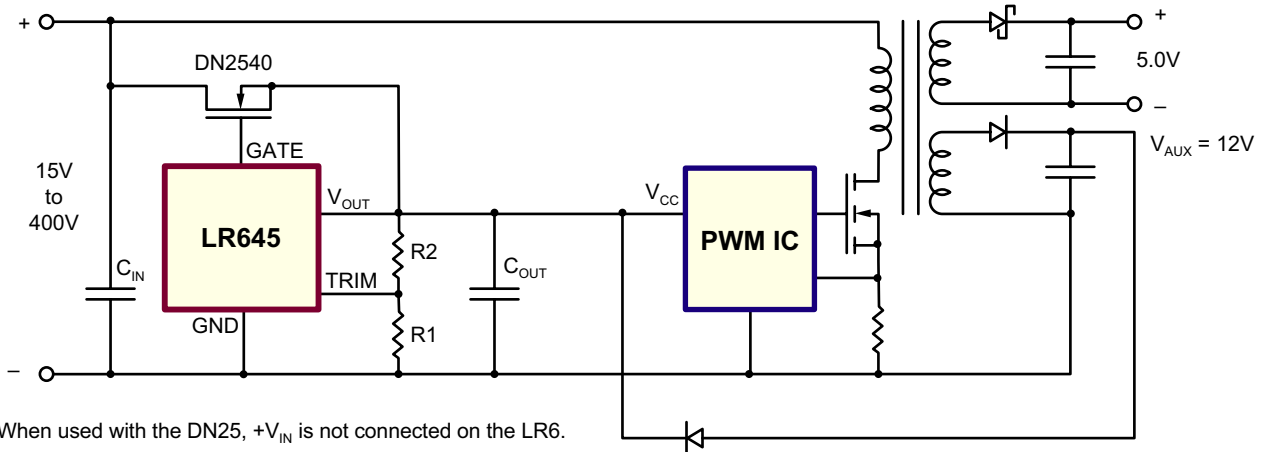 +
DN2540
GATE
15V
to
400V
C_IN
LR645
V_OUT
TRIM
GND
R2
R1
C_OUT
V_CC
PWM IC
+
5.0V
–
V_AUX = 12V
–
When used with the DN25, +V_IN is not connected on the LR6.